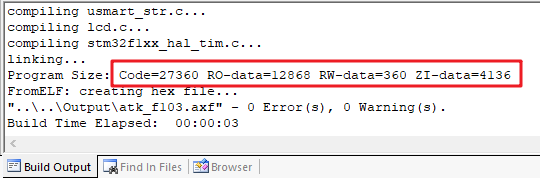 compiling usmart_str.c...
compiling lcd.c...
compiling stm32f1xx_hal_tim.c...
linking...
Program Size: Code=27360 RO-data=12868 RW-data=360 ZI-data=4136
FromELF: creating hex file...
"..\..\Output\atk_f103.axf" - 0 Error(s), 0 Warning(s).
Build Time Elapsed:  00:00:03
Build Output Find In Files Browser